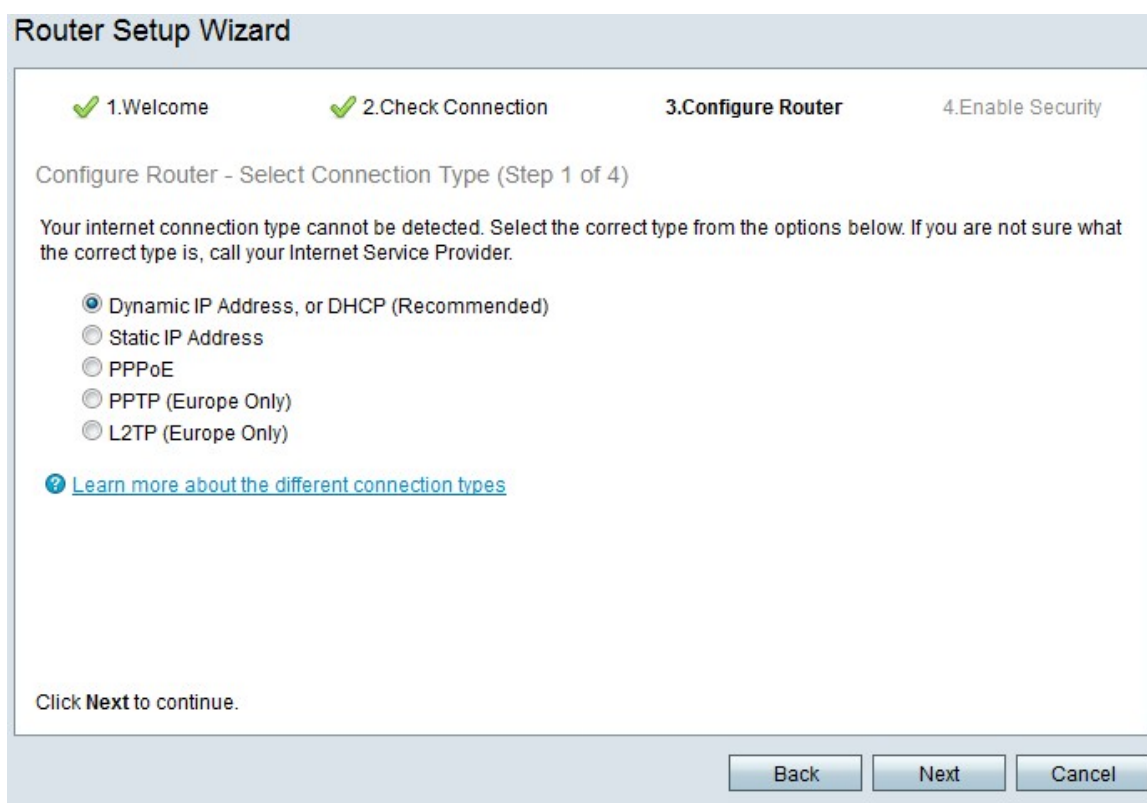 Router Setup Wizard
1.Welcome
2.Check Connection
3.Configure Router
4.Enable Security
Configure Router - Select Connection Type (Step 1 of 4)
Your internet connection type cannot be detected. Select the correct type from the options below. If you are not sure what
the correct type is, call your Internet Service Provider.
Dynamic IP Address, or DHCP (Recommended)
Static IP Address
PPPoE
PPTP (Europe Only)
L2TP (Europe Only)
? Learn more about the different connection types
Click Next to continue.
Back
Next
Cancel